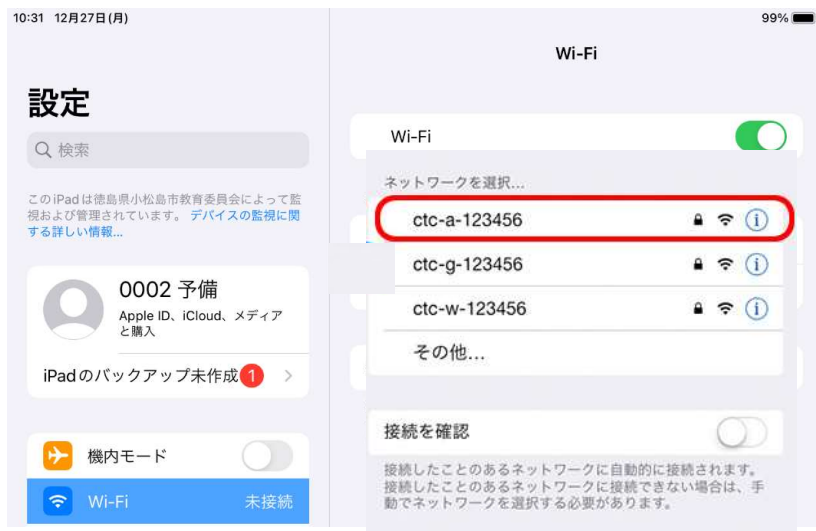 10:31 12月27日(月)
99%
設定
検索
このiPadは徳島県小松島市教育委員会によって監
視および管理されています。デバイスの監視に関
する詳しい情報...
0002 予備
Apple ID、iCloud、メディア
と購入
iPadのバックアップ未作成 1
機内モード
Wi-Fi 未接続
Wi-Fi
Wi-Fi
ネットワークを選択...
ctc-a-123456
ctc-g-123456
ctc-w-123456
その他...
接続を確認
接続したことのあるネットワークに自動的に接続されます。
接続したことのあるネットワークに接続できない場合は、手
動でネットワークを選択する必要があります。